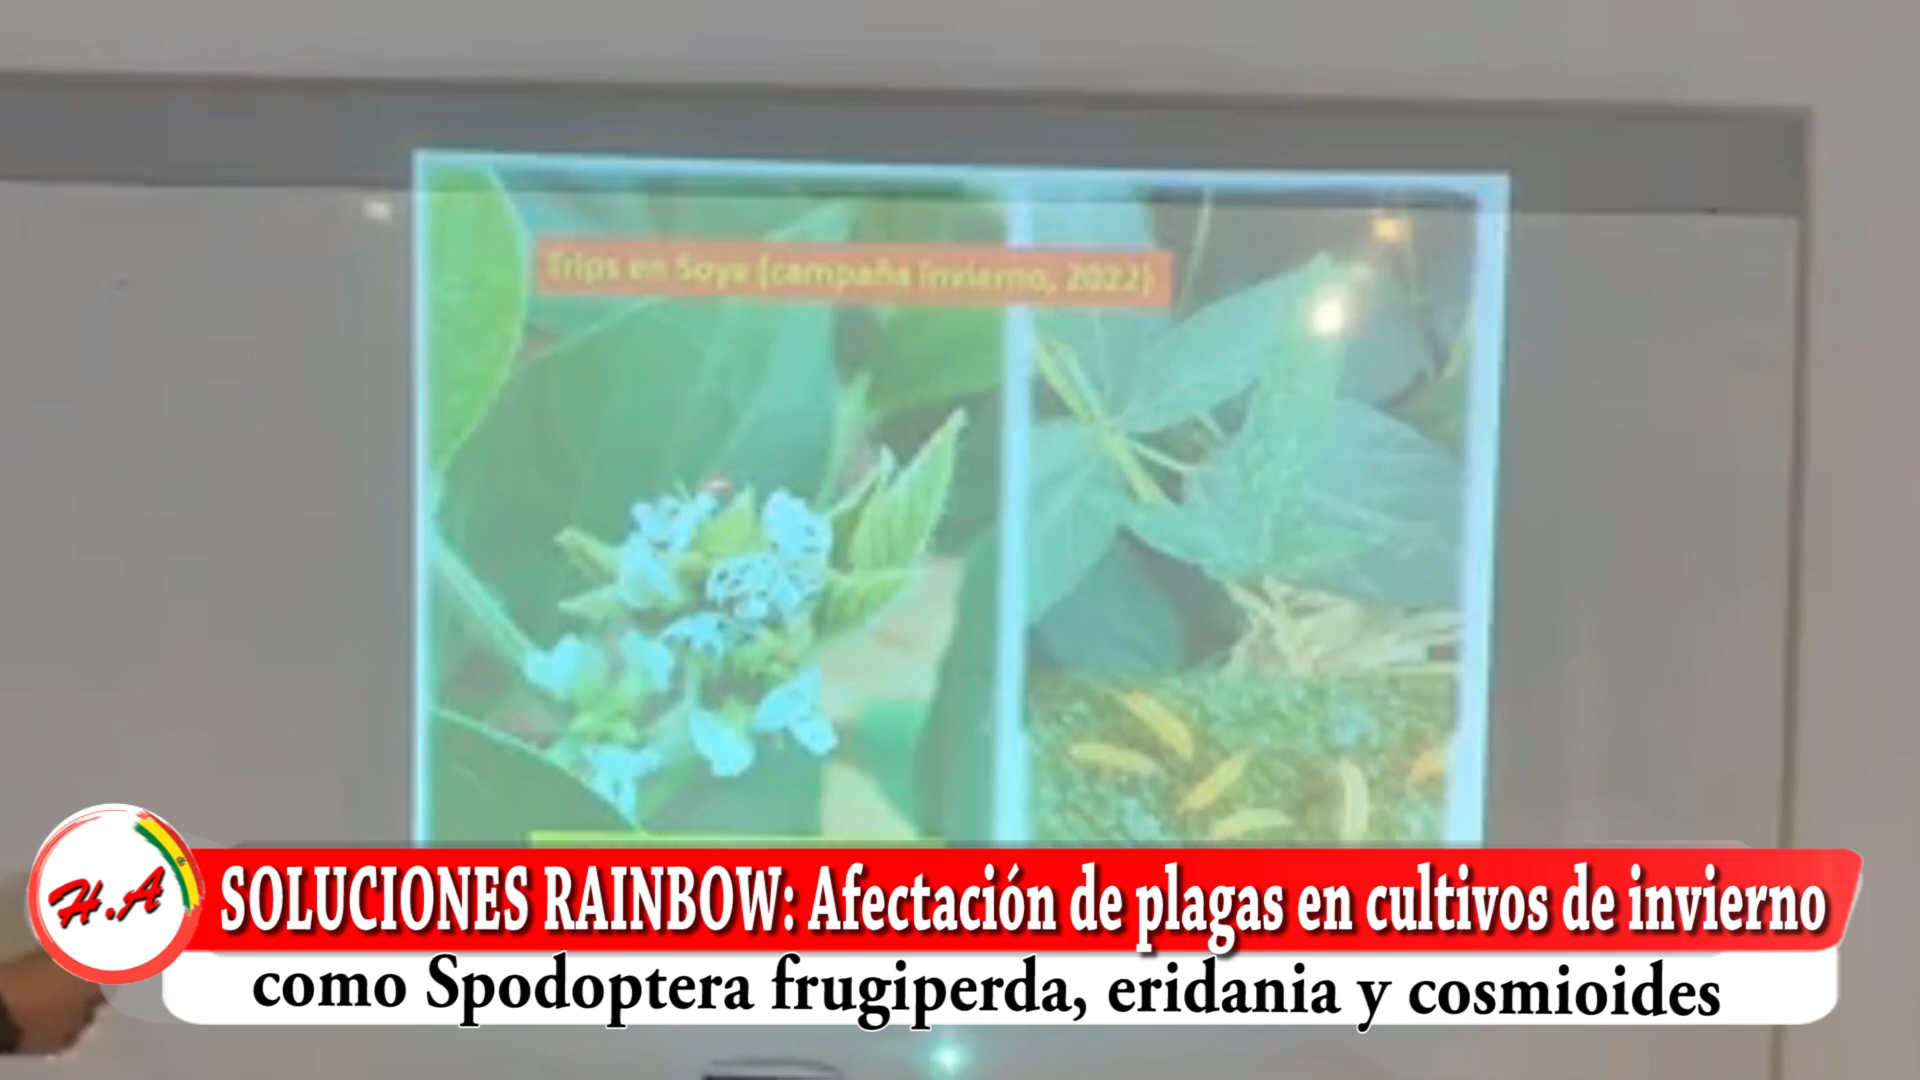 Trips en Soya (campaña invierno, 2022)
H.A
SOLUCIONES RAINBOW: Afectación de plagas en cultivos de invierno
como Spodoptera frugiperda, eridania y cosmioides